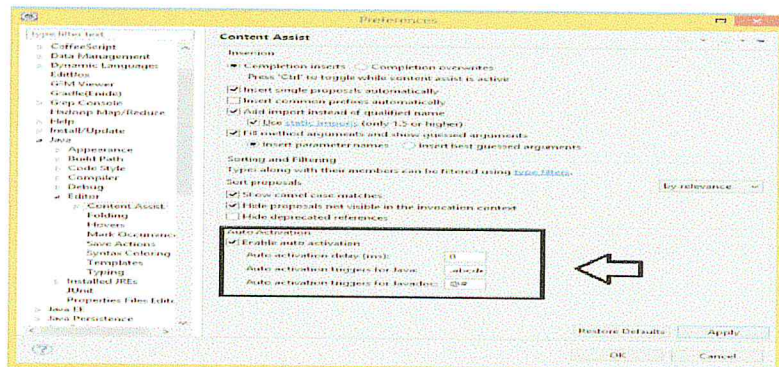 Preferences
type filter text
CoffeeScript
Data Management
Dynamic Languages
EditBox
GEM Viewer
Gradle(Enide)
Grep Console
Hadoop Map/Reduce
Help
Install/Update
Java
Appearance
Build Path
Code Style
Compiler
Debug
Editor
Content Assist
Folding
Hovers
Mark Occurrenc
Save Actions
Syntax Coloring
Templates
Typing
Installed JREs
JUnit
Properties Files Edito
Java EE
Java Persistence
Content Assist
Insertion
Completion inserts Completion overwrites
Press 'Ctrl' to toggle while content assist is active
Insert single proposals automatically
Insert common prefixes automatically
Add import instead of qualified name
Use static imports (only 1.5 or higher)
Fill method arguments and show guessed arguments
Insert parameter names Insert best guessed arguments
Sorting and Filtering
Types along with their members can be filtered using type filters.
Sort proposals by relevance
Show camel case matches
Hide proposals not visible in the invocation context
Hide deprecated references
Auto Activation
Enable auto activation
Auto activation delay (ms): 0
Auto activation triggers for Java: .abcde
Auto activation triggers for Javadoc: @#
Restore Defaults Apply
OK Cancel